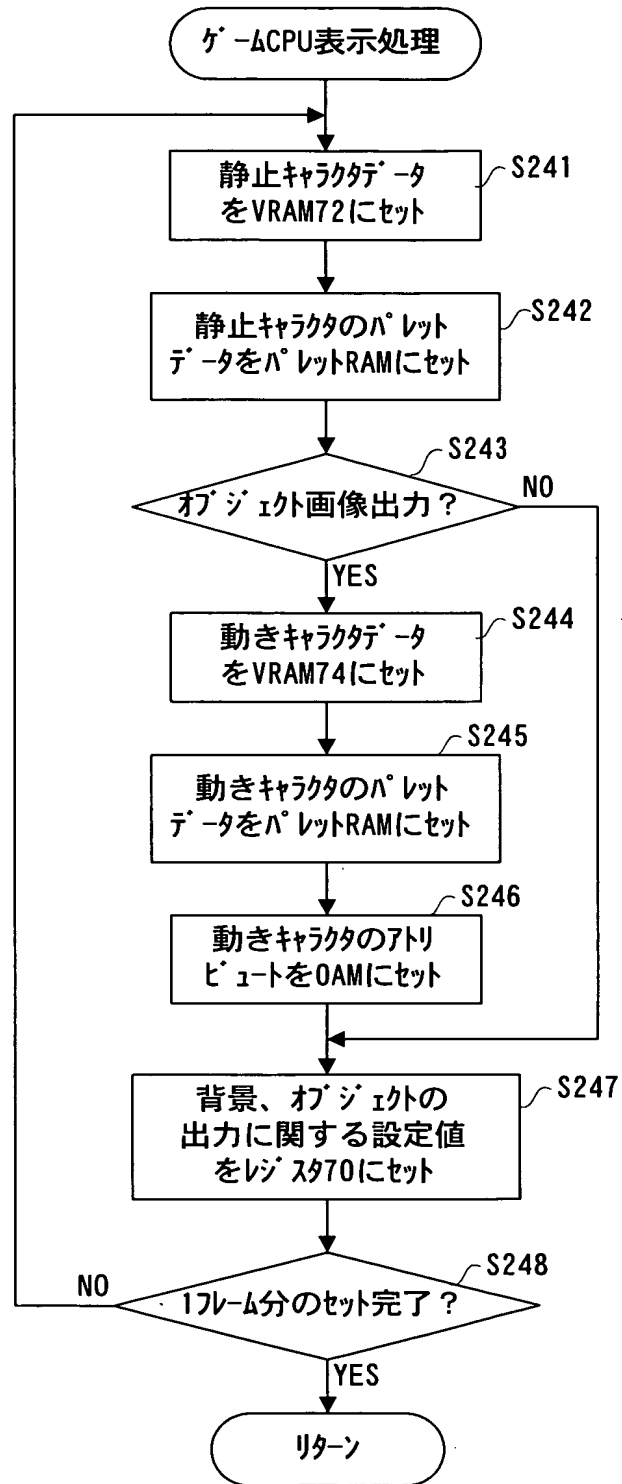 ゲームCPU表示処理
静止キャラクタデータ
をVRAM72にセット
S241
静止キャラクタのパレット
データをパレットRAMにセット
S242
オブジェクト画像出力？
S243
NO
YES
動きキャラクタデータ
をVRAM74にセット
S244
動きキャラクタのパレット
データをパレットRAMにセット
S245
動きキャラクタのアトリ
ビュートをOAMにセット
S246
背景、オブジェクトの
出力に関する設定値
をレジスタ70にセット
S247
1フレーム分のセット完了？
S248
NO
YES
リターン